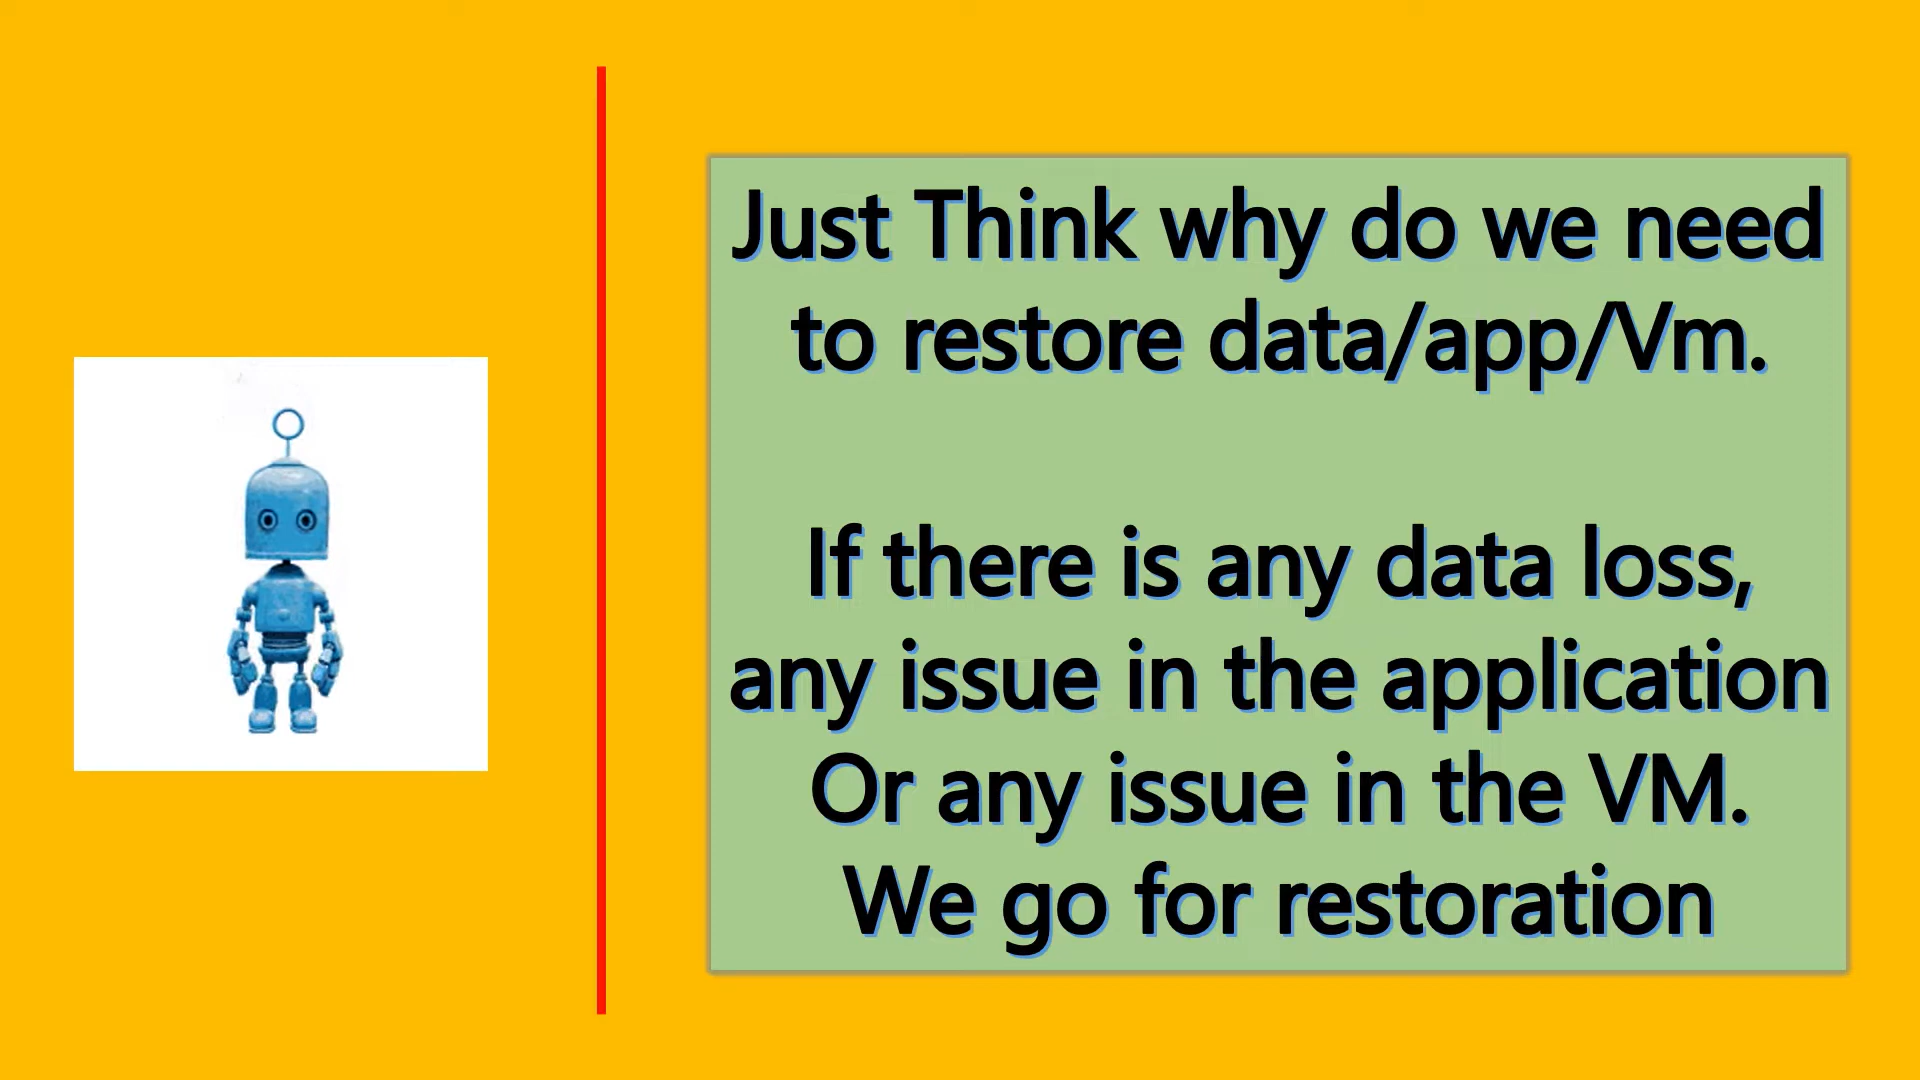 Just Think why do we need
to restore data/app/Vm.
If there is any data loss,
any issue in the application
Or any issue in the VM.
We go for restoration